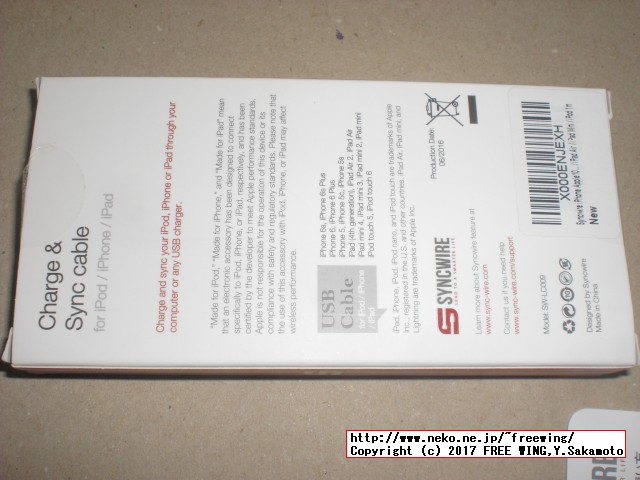 Charge &
Sync cable
for iPod / iPhone / iPad
Charge and sync your iPod, iPhone or iPad through your
computer or any USB charger.
"Made for iPod," "Made for iPhone," and "Made for iPad" mean
that an electronic accessory has been designed to connect
specifically to iPod, iPhone, or iPad, respectively, and has been
certified by the developer to meet Apple performance standards.
Apple is not responsible for the operation of this device or its
compliance with safety and regulatory standards. Please note that
the use of this accessory with iPod, iPhone, or iPad may affect
wireless performance.
USB
Cable
for iPod / iPhone
/ iPad
iPhone 6s, iPhone 6s Plus
iPhone 6, iPhone 6 Plus
iPhone 5, iPhone 5c, iPhone 5s
iPad (4th generation), iPad Air 2, iPad Air
iPad mini 4, iPad mini 3, iPad mini 2, iPad mini
iPod touch 5, iPod touch 6
iPad, iPhone, iPod, iPod nano, and iPod touch are trademarks of Apple
Inc., registered in the U.S. and other countries. iPad Air, iPad mini, and
Lightning are trademarks of Apple Inc.
SYNCWIRE
LEAD TO A SMARTER LIFE
Production Date:
06/2016
Learn more about Syncwire feature at
www.sync-wire.com
Contact us if you need help
www.sync-wire.com/support
Model: SW-LC009
Designed by Syncwire
Made in China
X000ENJEXH
New
http://www.neko.ne.jp/~freewing/
Copyright (c) 2017 FREE WING,Y.Sakamoto